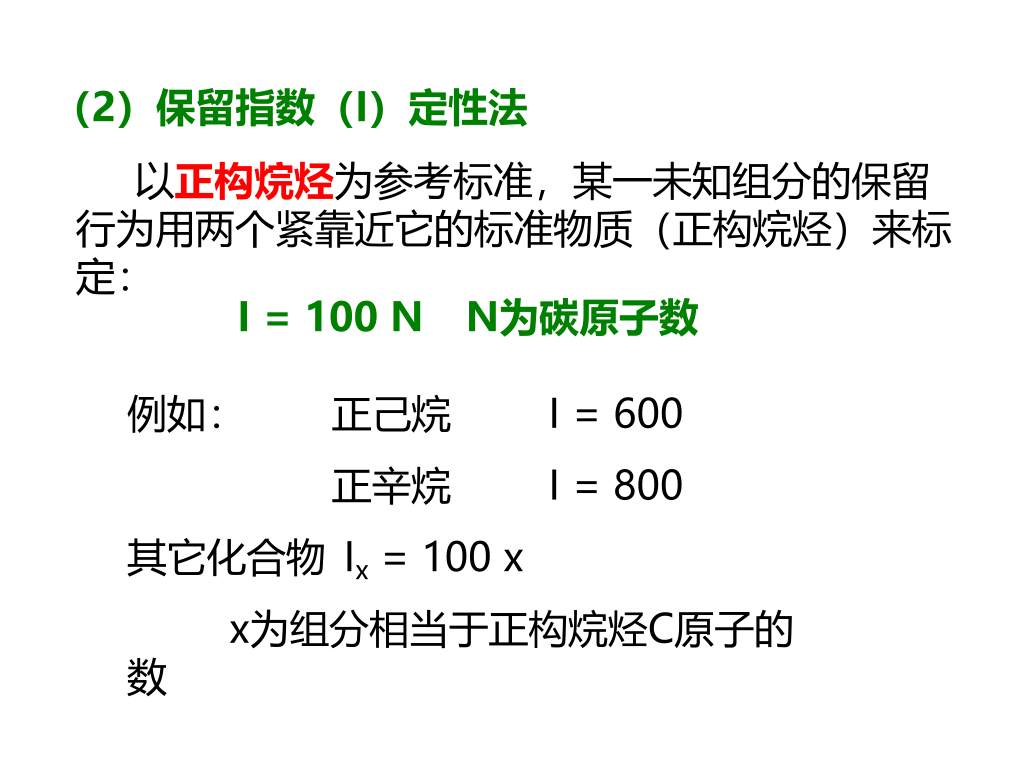 （2）保留指数（I）定性法
以正构烷烃为参考标准，某一未知组分的保留
行为用两个紧靠近它的标准物质（正构烷烃）来标
定：
I = 100 N N为碳原子数
例如： 正己烷 I = 600
正辛烷 I = 800
其它化合物 Ix = 100 x
x为组分相当于正构烷烃C原子的
数